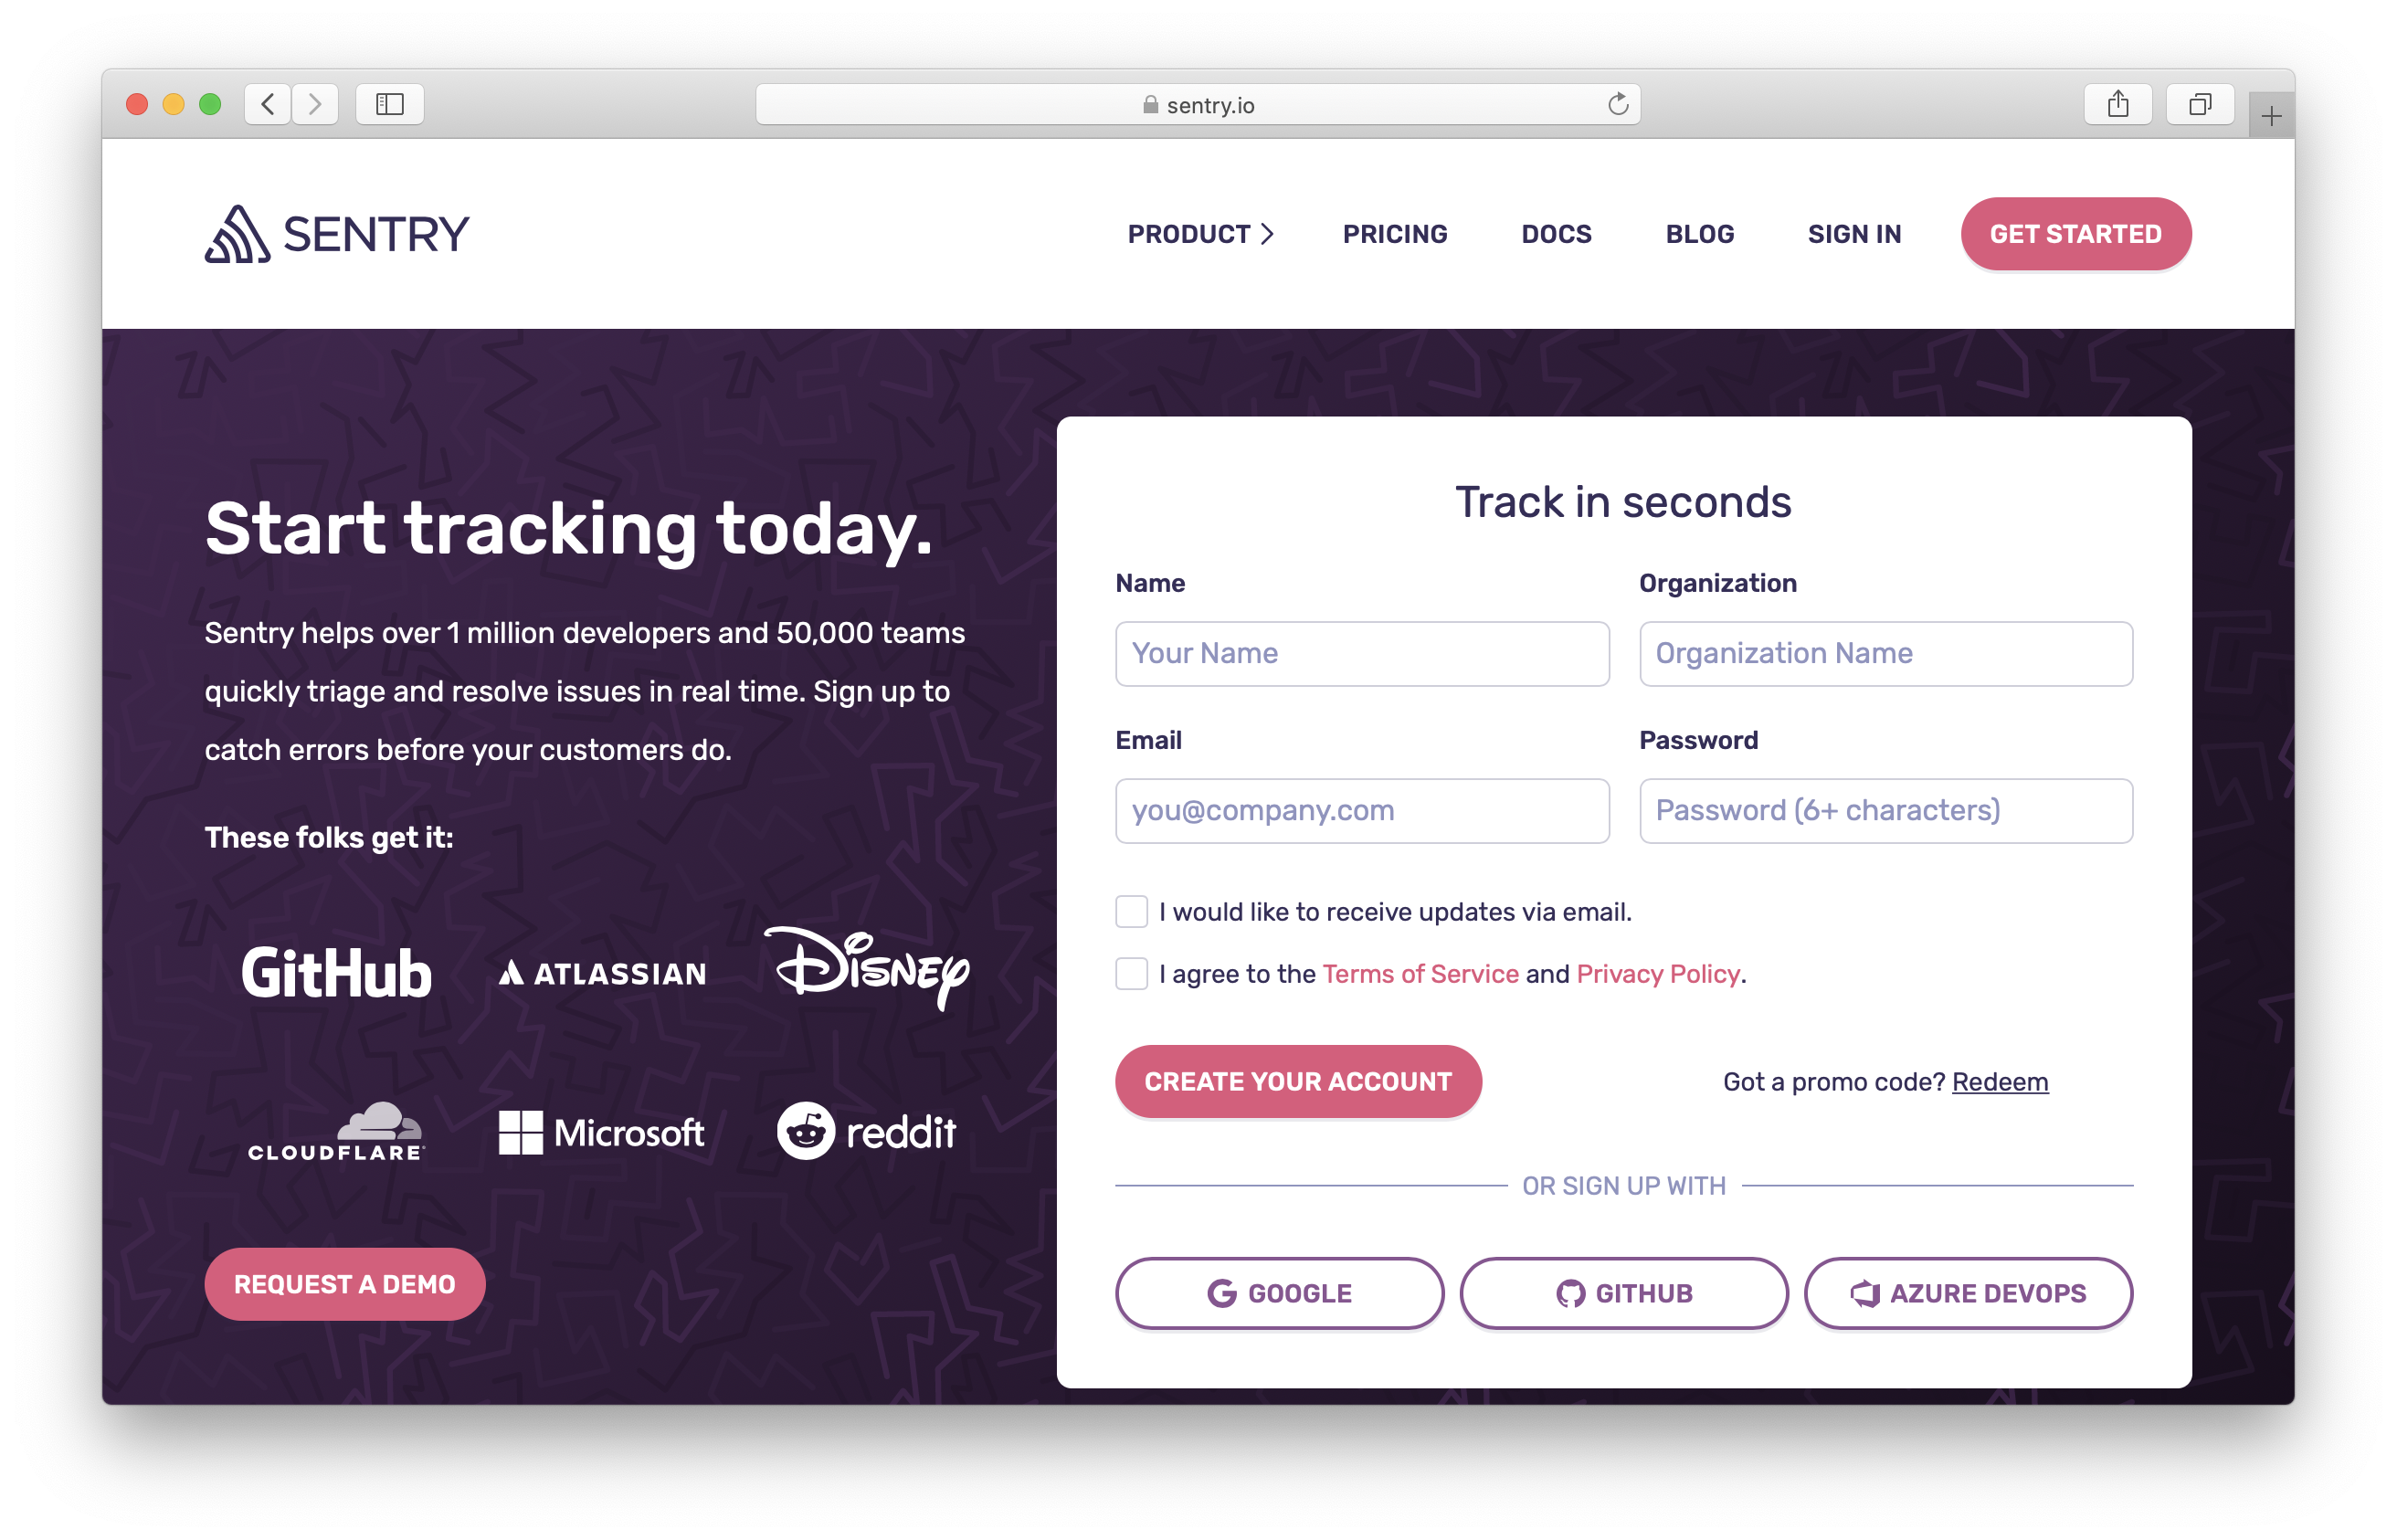 sentry.io
SENTRY
PRODUCT
PRICING
DOCS
BLOG
SIGN IN
GET STARTED
Start tracking today.
Sentry helps over 1 million developers and 50,000 teams
quickly triage and resolve issues in real time. Sign up to
catch errors before your customers do.
These folks get it:
GitHub
ATLASSIAN
Disney
CLOUDFLARE
Microsoft
reddit
REQUEST A DEMO
Track in seconds
Name
Organization
Your Name
Organization Name
Email
Password
you@company.com
Password (6+ characters)
I would like to receive updates via email.
I agree to the Terms of Service and Privacy Policy.
CREATE YOUR ACCOUNT
Got a promo code? Redeem
OR SIGN UP WITH
GOOGLE
GITHUB
AZURE DEVOPS